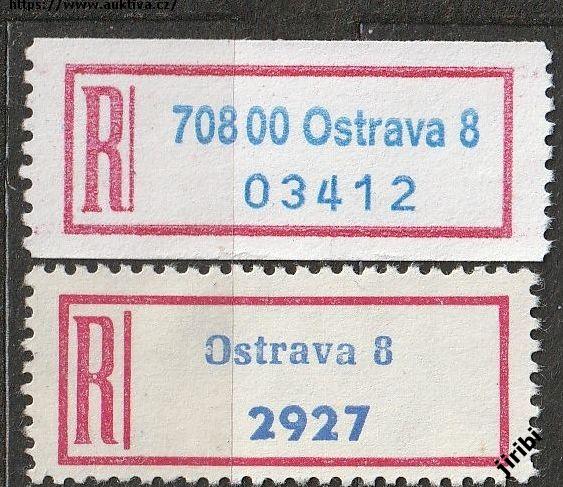 https://www.auktiva.cz/
R
708 00 Ostrava 8
03412
R
Ostrava 8
2927
jiribi